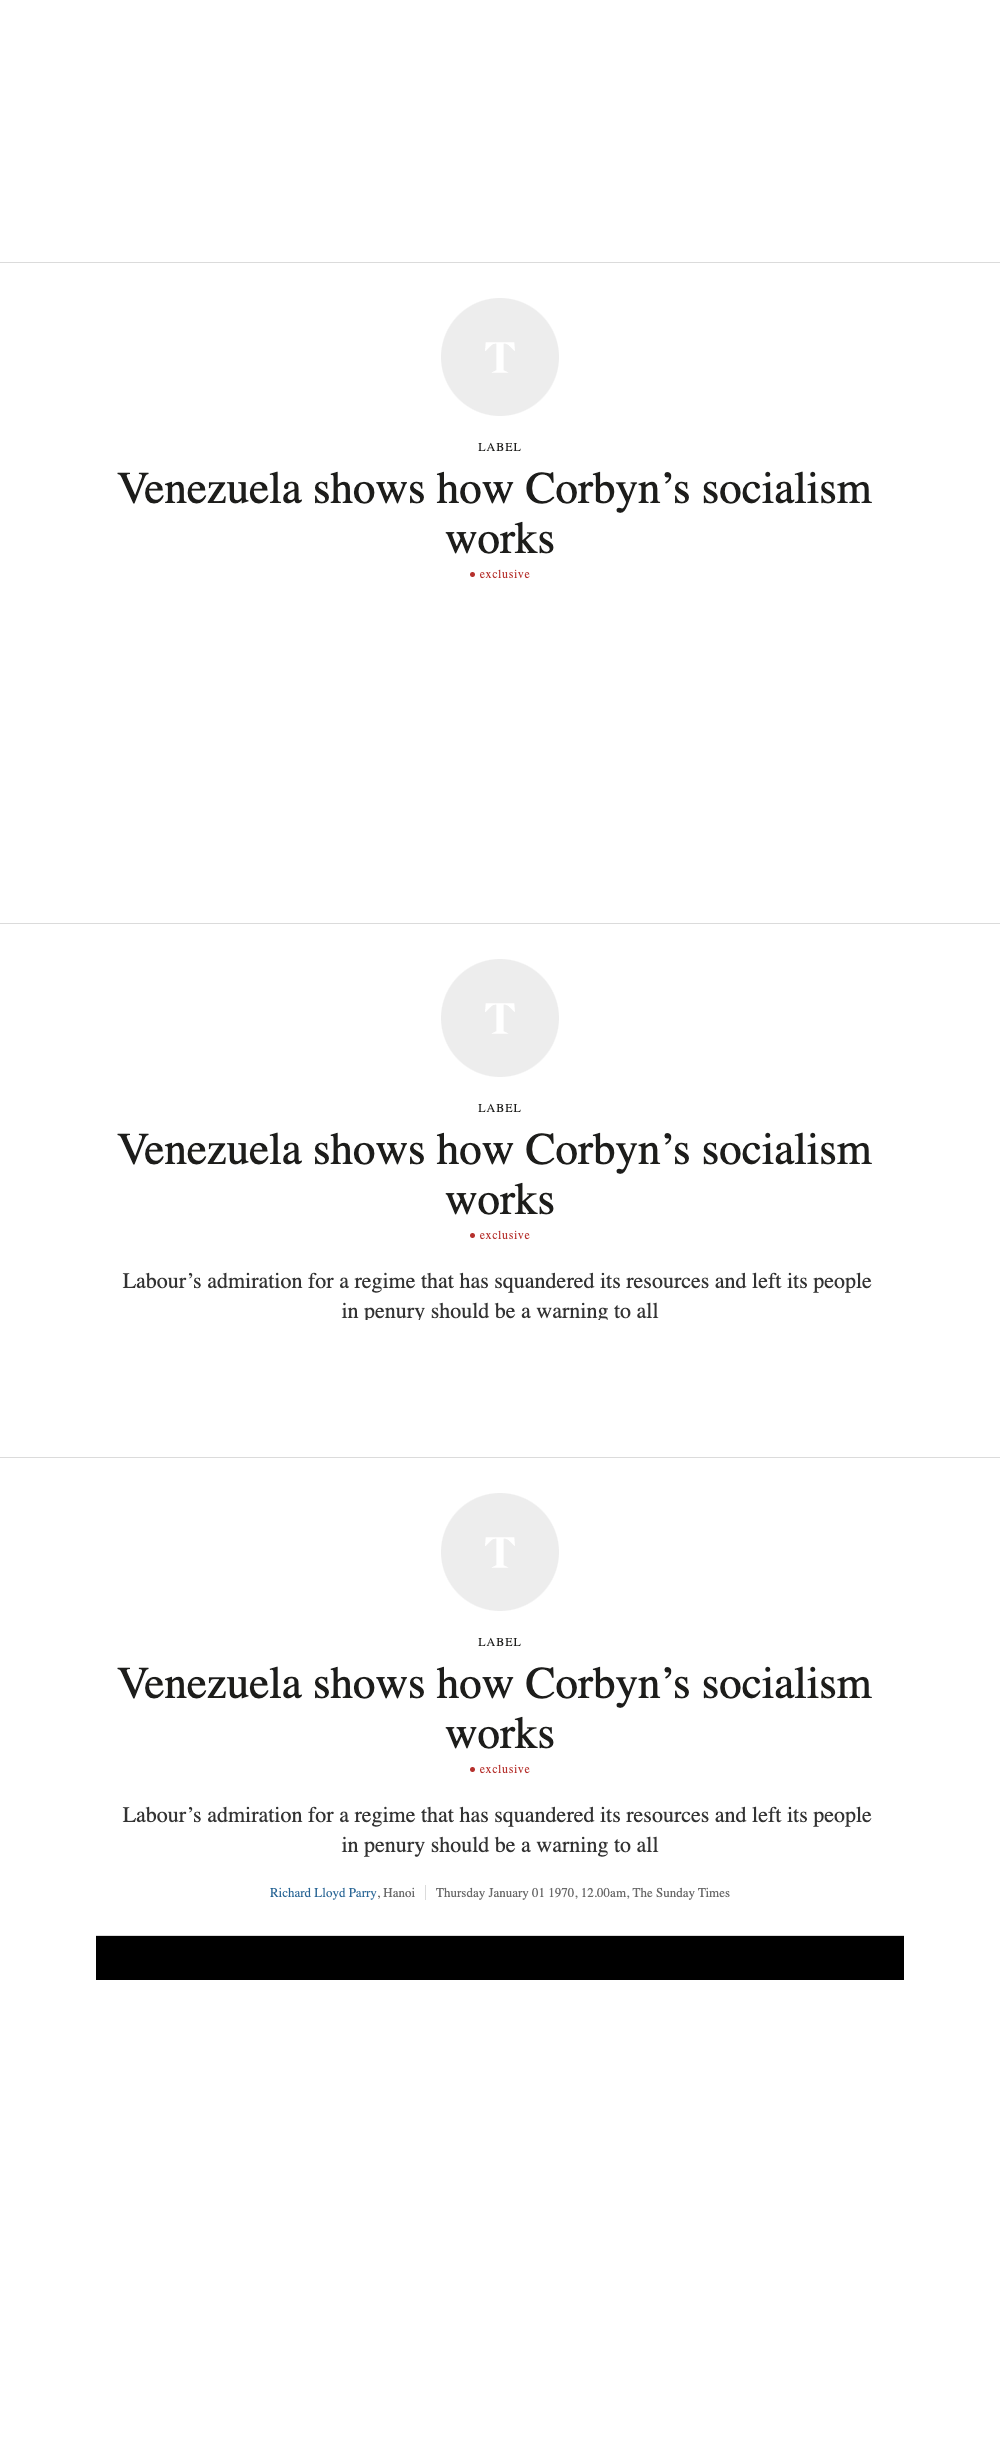 T
LABEL
Venezuela shows how Corbyn’s socialism
works
• exclusive
T
LABEL
Venezuela shows how Corbyn’s socialism
works
• exclusive
Labour’s admiration for a regime that has squandered its resources and left its people
in penury should be a warning to all
T
LABEL
Venezuela shows how Corbyn’s socialism
works
• exclusive
Labour’s admiration for a regime that has squandered its resources and left its people
in penury should be a warning to all
Richard Lloyd Parry, Hanoi | Thursday January 01 1970, 12.00am, The Sunday Times